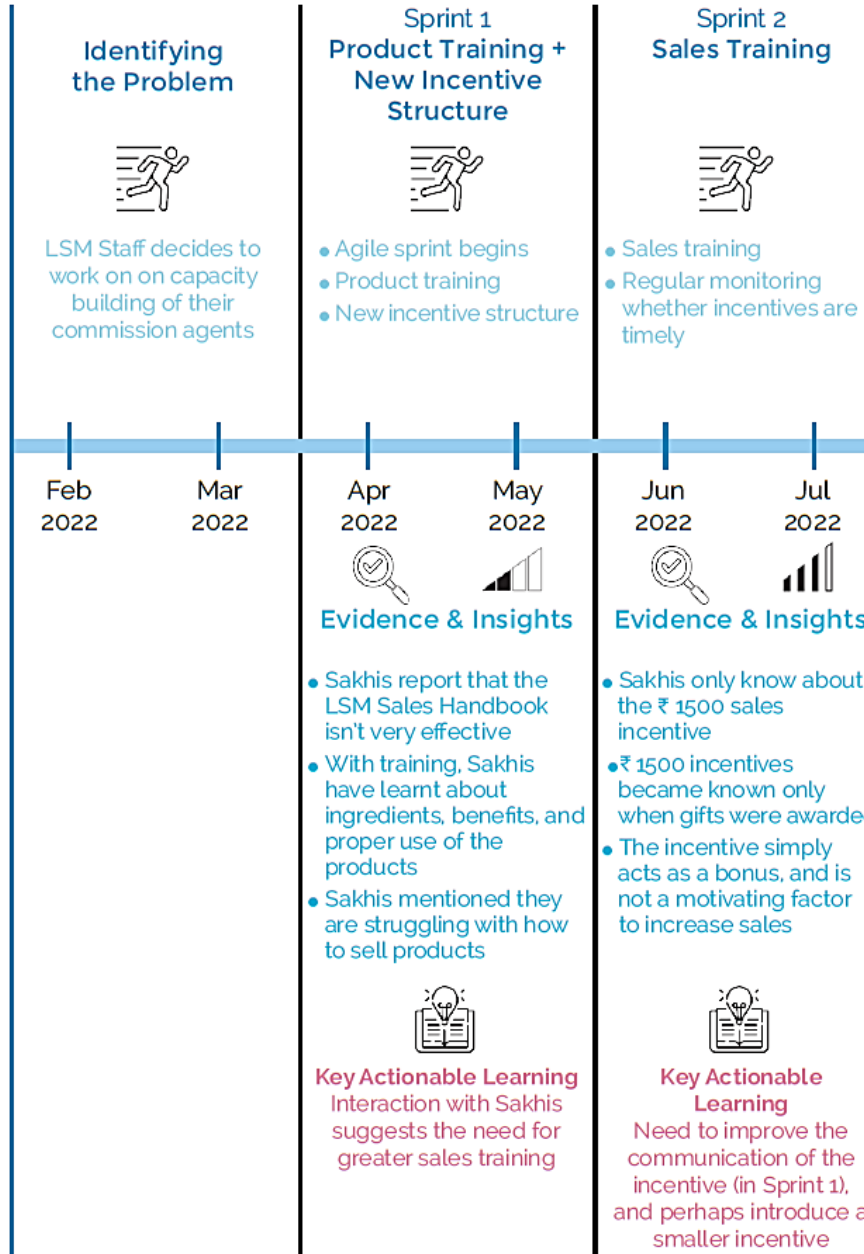 Identifying
the Problem
LSM Staff decides to
work on on capacity
building of their
commission agents
Sprint 1
Product Training +
New Incentive
Structure
• Agile sprint begins
• Product training
• New incentive structure
Sprint 2
Sales Training
• Sales training
• Regular monitoring
whether incentives are
timely
Feb
2022
Mar
2022
Apr
2022
May
2022
Jun
2022
Jul
2022
Evidence & Insights
• Sakhis report that the
LSM Sales Handbook
isn't very effective
• With training, Sakhis
have learnt about
ingredients, benefits, and
proper use of the
products
• Sakhis mentioned they
are struggling with how
to sell products
Key Actionable Learning
Interaction with Sakhis
suggests the need for
greater sales training
Evidence & Insights
• Sakhis only know about
the ₹ 1500 sales
incentive
• ₹ 1500 incentives
became known only
when gifts were awarde
• The incentive simply
acts as a bonus, and is
not a motivating factor
to increase sales
Key Actionable
Learning
Need to improve the
communication of the
incentive (in Sprint 1),
and perhaps introduce a
smaller incentive